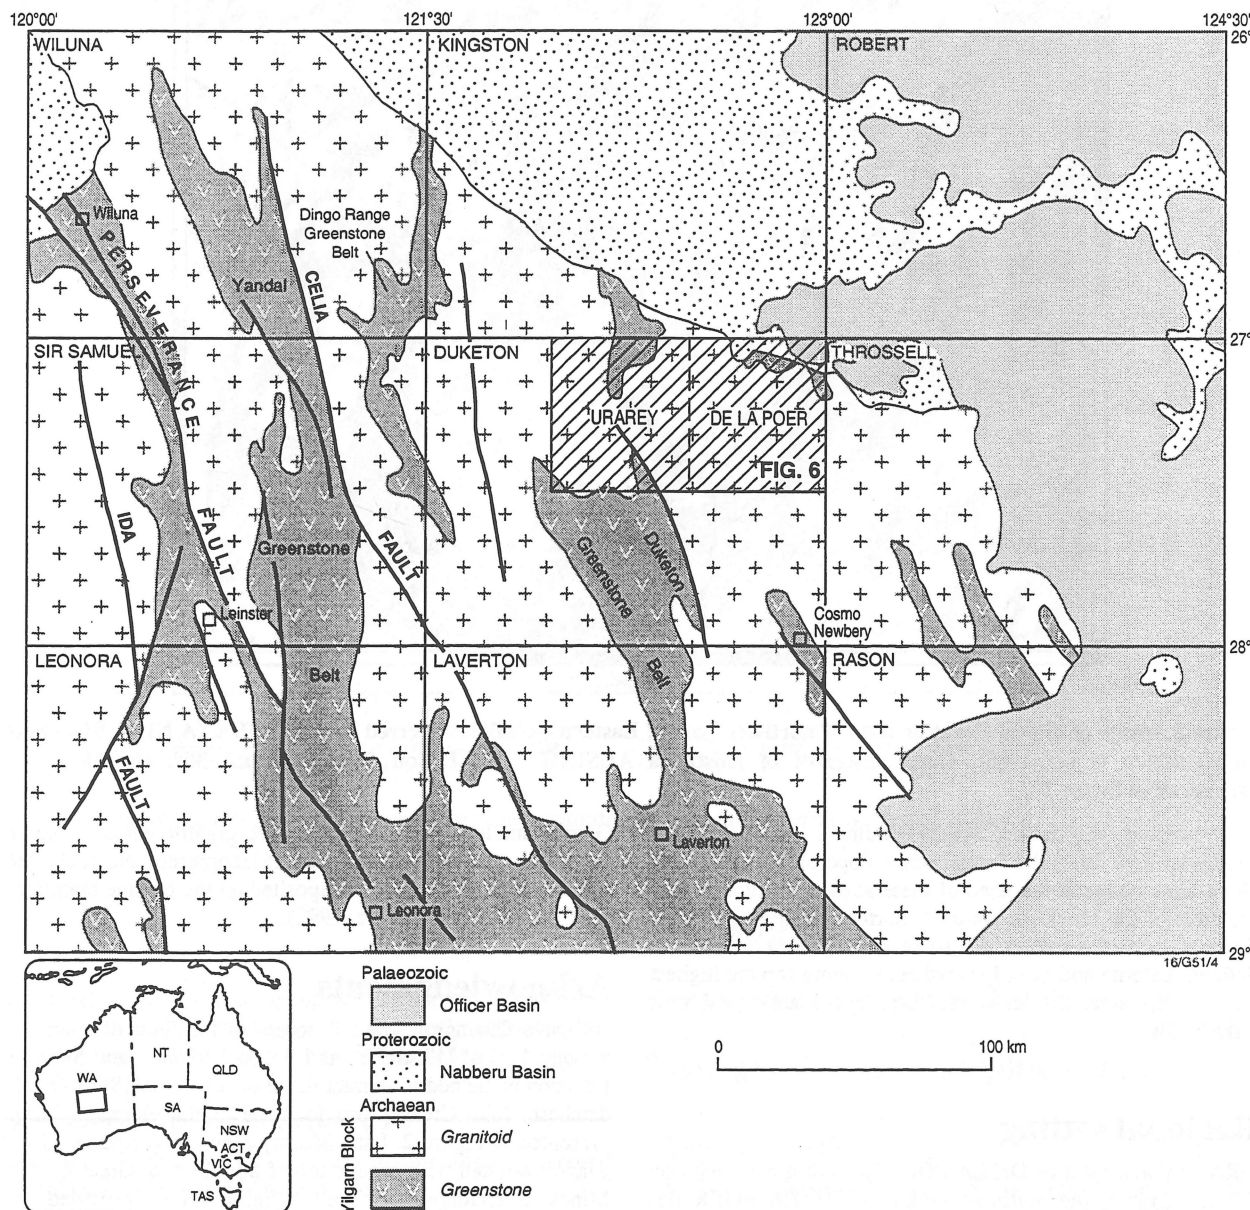 120°00'
121°30'
123°00'
124°30'
26°
WILUNA
KINGSTON
ROBERT
Wiluna
Dingo Range
Greenstone
Belt
PERSEVERANCE
Yandal
CELIA
27°
SIR SAMUEL
DUKETON
THROSSELL
URAREY
DE LA POER
FIG. 6
IDA
FAULT
Greenstone
FAULT
Greenstone
Duketon
Leinster
Cosmo
Newbery
28°
LEONORA
Belt
LAVERTON
Belt
RASON
FAULT
Laverton
Leonora
29°
16/G51/4
WA
NT
QLD
SA
NSW
ACT
VIC
TAS
Palaeozoic
Officer Basin
Proterozoic
Nabberu Basin
Archaean
Yilgarn Block
Granitoid
Greenstone
0
100 km